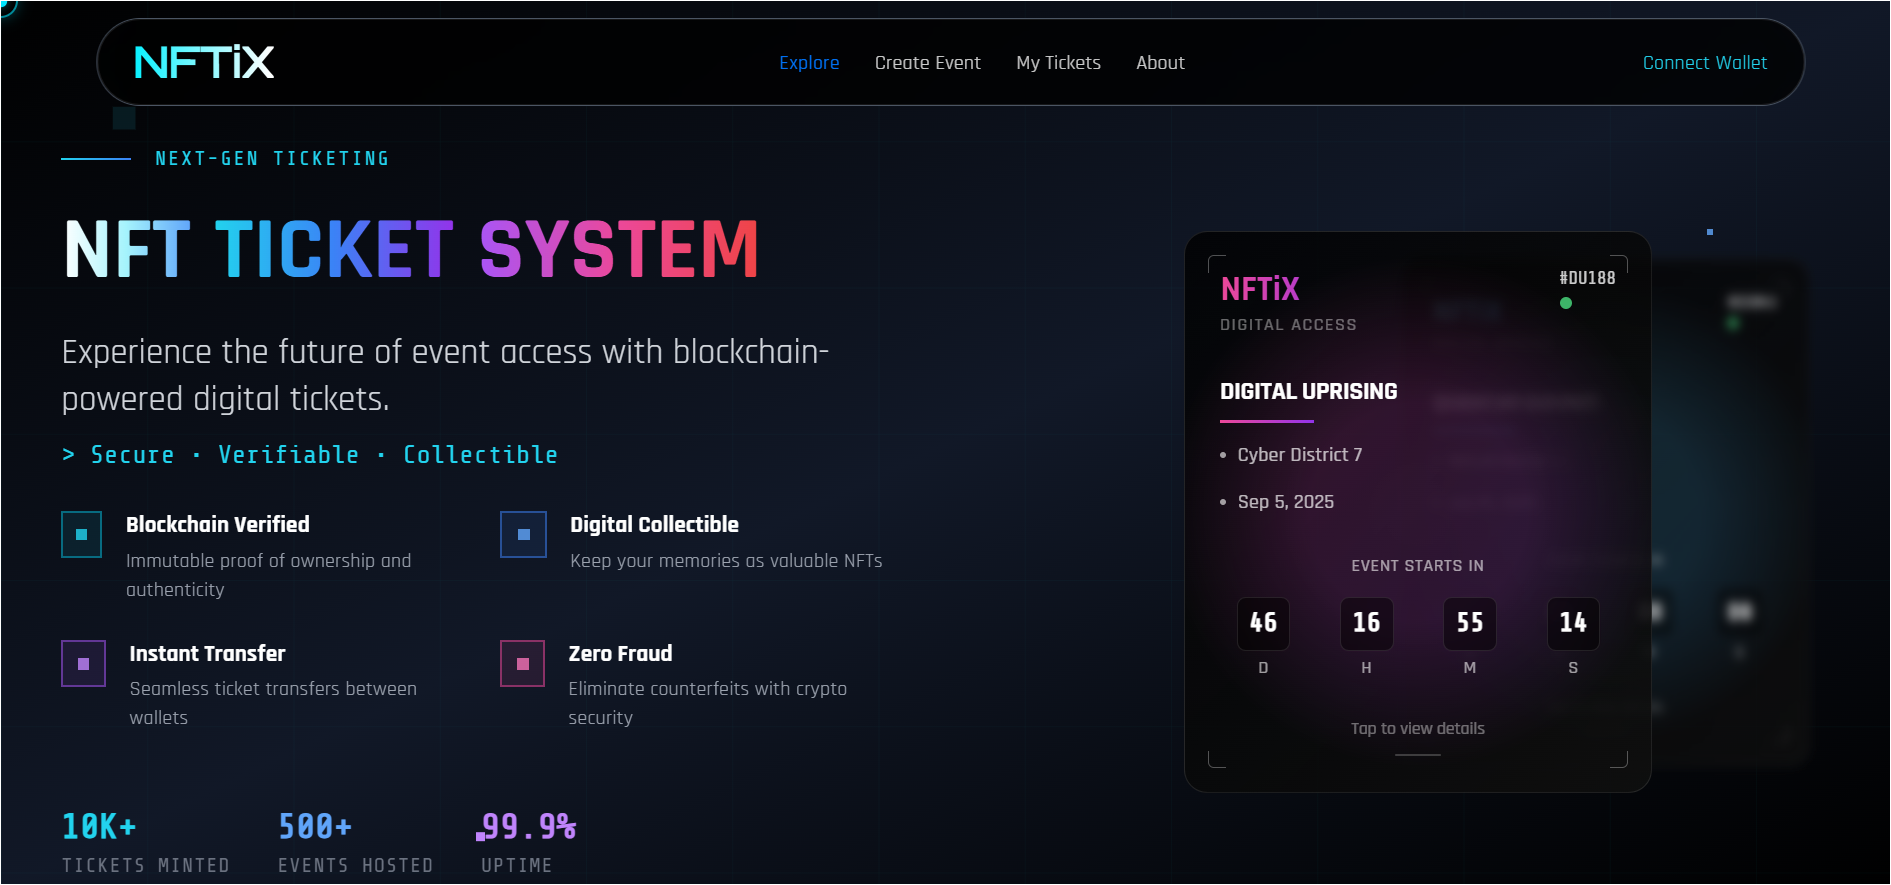 NFTiX
Explore
Create Event
My Tickets
About
Connect Wallet
NEXT-GEN TICKETING
NFT TICKET SYSTEM
Experience the future of event access with blockchain-
powered digital tickets.
> Secure · Verifiable · Collectible
Blockchain Verified
Immutable proof of ownership and
authenticity
Digital Collectible
Keep your memories as valuable NFTs
Instant Transfer
Seamless ticket transfers between
wallets
Zero Fraud
Eliminate counterfeits with crypto
security
10K+
TICKETS MINTED
500+
EVENTS HOSTED
99.9%
UPTIME
NFTiX
#DU188
DIGITAL ACCESS
DIGITAL UPRISING
• Cyber District 7
• Sep 5, 2025
EVENT STARTS IN
46 16 55 14
D H M S
Tap to view details